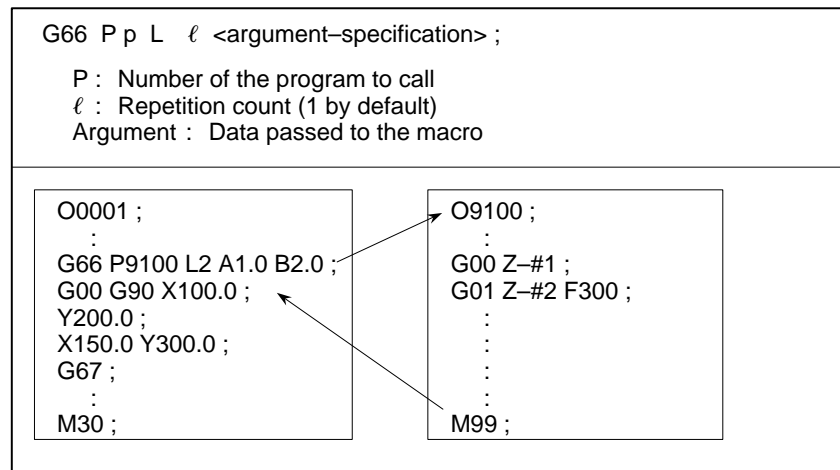 G66 P p L ℓ <argument–specification> ;
P : Number of the program to call
ℓ : Repetition count (1 by default)
Argument : Data passed to the macro
O0001 ;
:
G66 P9100 L2 A1.0 B2.0 ;
G00 G90 X100.0 ;
Y200.0 ;
X150.0 Y300.0 ;
G67 ;
:
M30 ;
O9100 ;
:
G00 Z–#1 ;
G01 Z–#2 F300 ;
:
:
:
:
M99 ;